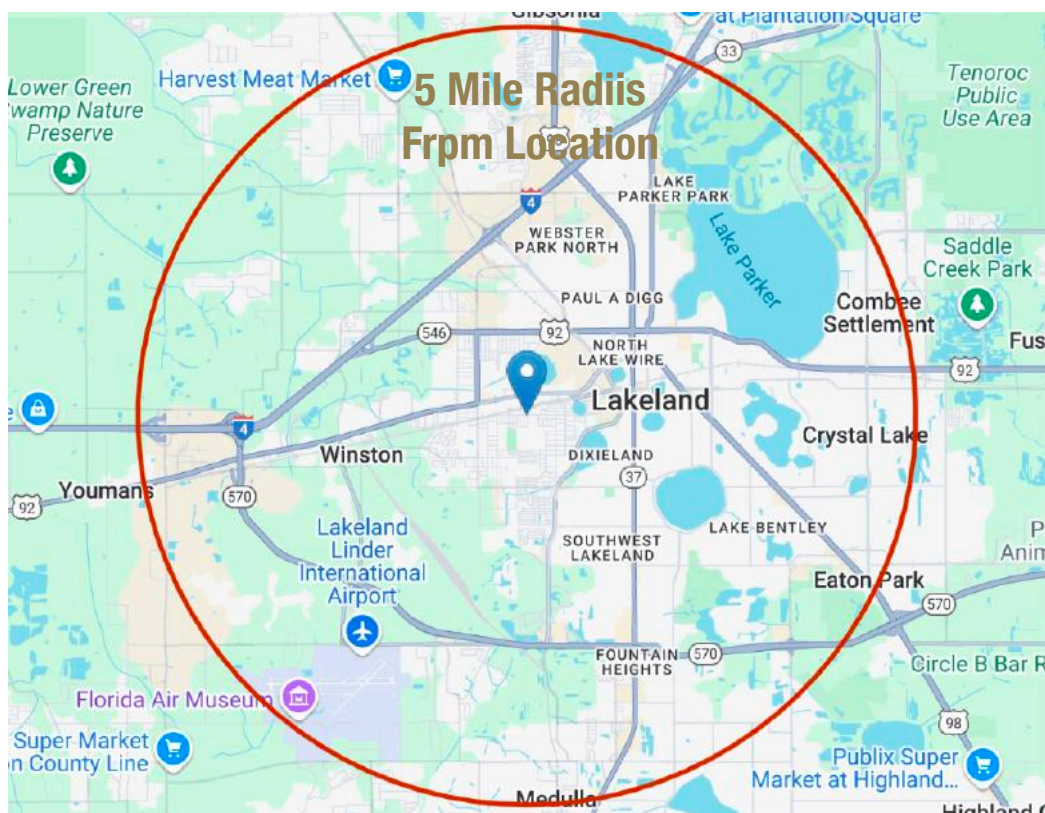 Gibsonia
at Plantation Square
33
Harvest Meat Market
5 Mile Radiis
Frpm Location
Lower Green
Swamp Nature
Preserve
Tenoroc
Public
Use Area
LAKE
PARKER PARK
4
WEBSTER
PARK NORTH
Lake Parker
Saddle
Creek Park
PAUL A DIGG
Combee
Settlement
546
92
NORTH
LAKE WIRE
Fus
92
Lakeland
4
Crystal Lake
Winston
DIXIELAND
37
Youmans
570
92
LAKE BENTLEY
Lakeland
Linder
International
Airport
SOUTHWEST
LAKELAND
P
Anim
Eaton Park
570
FOUNTAIN
HEIGHTS
570
Circle B Bar R
Florida Air Museum
98
Super Market
on County Line
Publix Super
Market at Highland...
Medulla
Highland C